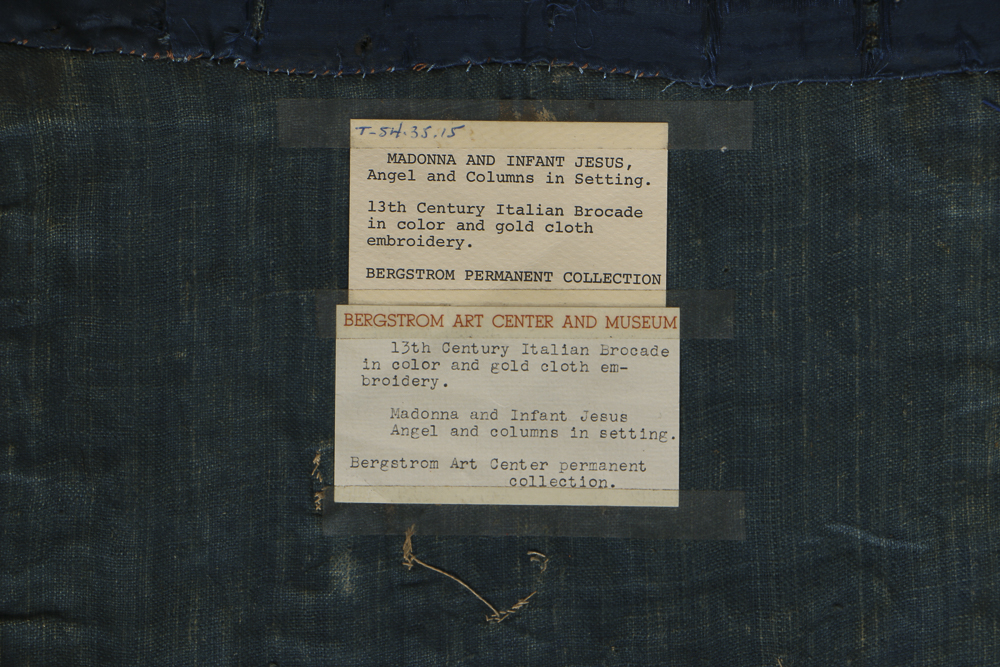 T-54.35.15
MADONNA AND INFANT JESUS,
Angel and Columns in Setting.
13th Century Italian Brocade
in color and gold cloth
embroidery.
BERGSTROM PERMANENT COLLECTION
BERGSTROM ART CENTER AND MUSEUM
13th Century Italian Brocade
in color and gold cloth em-
broidery.
Madonna and Infant Jesus
Angel and columns in setting.
Bergstrom Art Center permanent
collection.